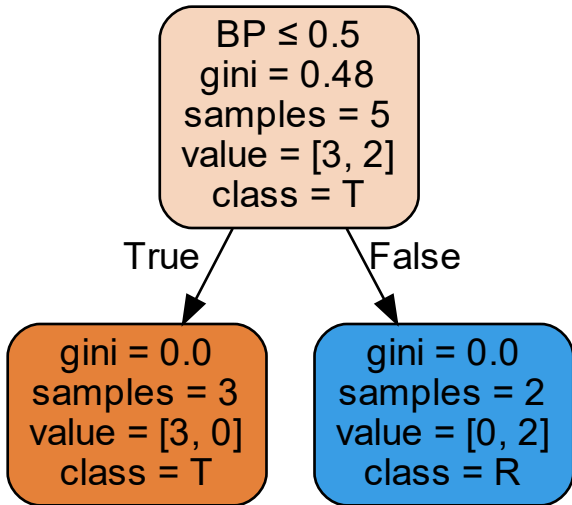 BP ≤ 0.5
gini = 0.48
samples = 5
value = [3, 2]
class = T
True
False
gini = 0.0
samples = 3
value = [3, 0]
class = T
gini = 0.0
samples = 2
value = [0, 2]
class = R